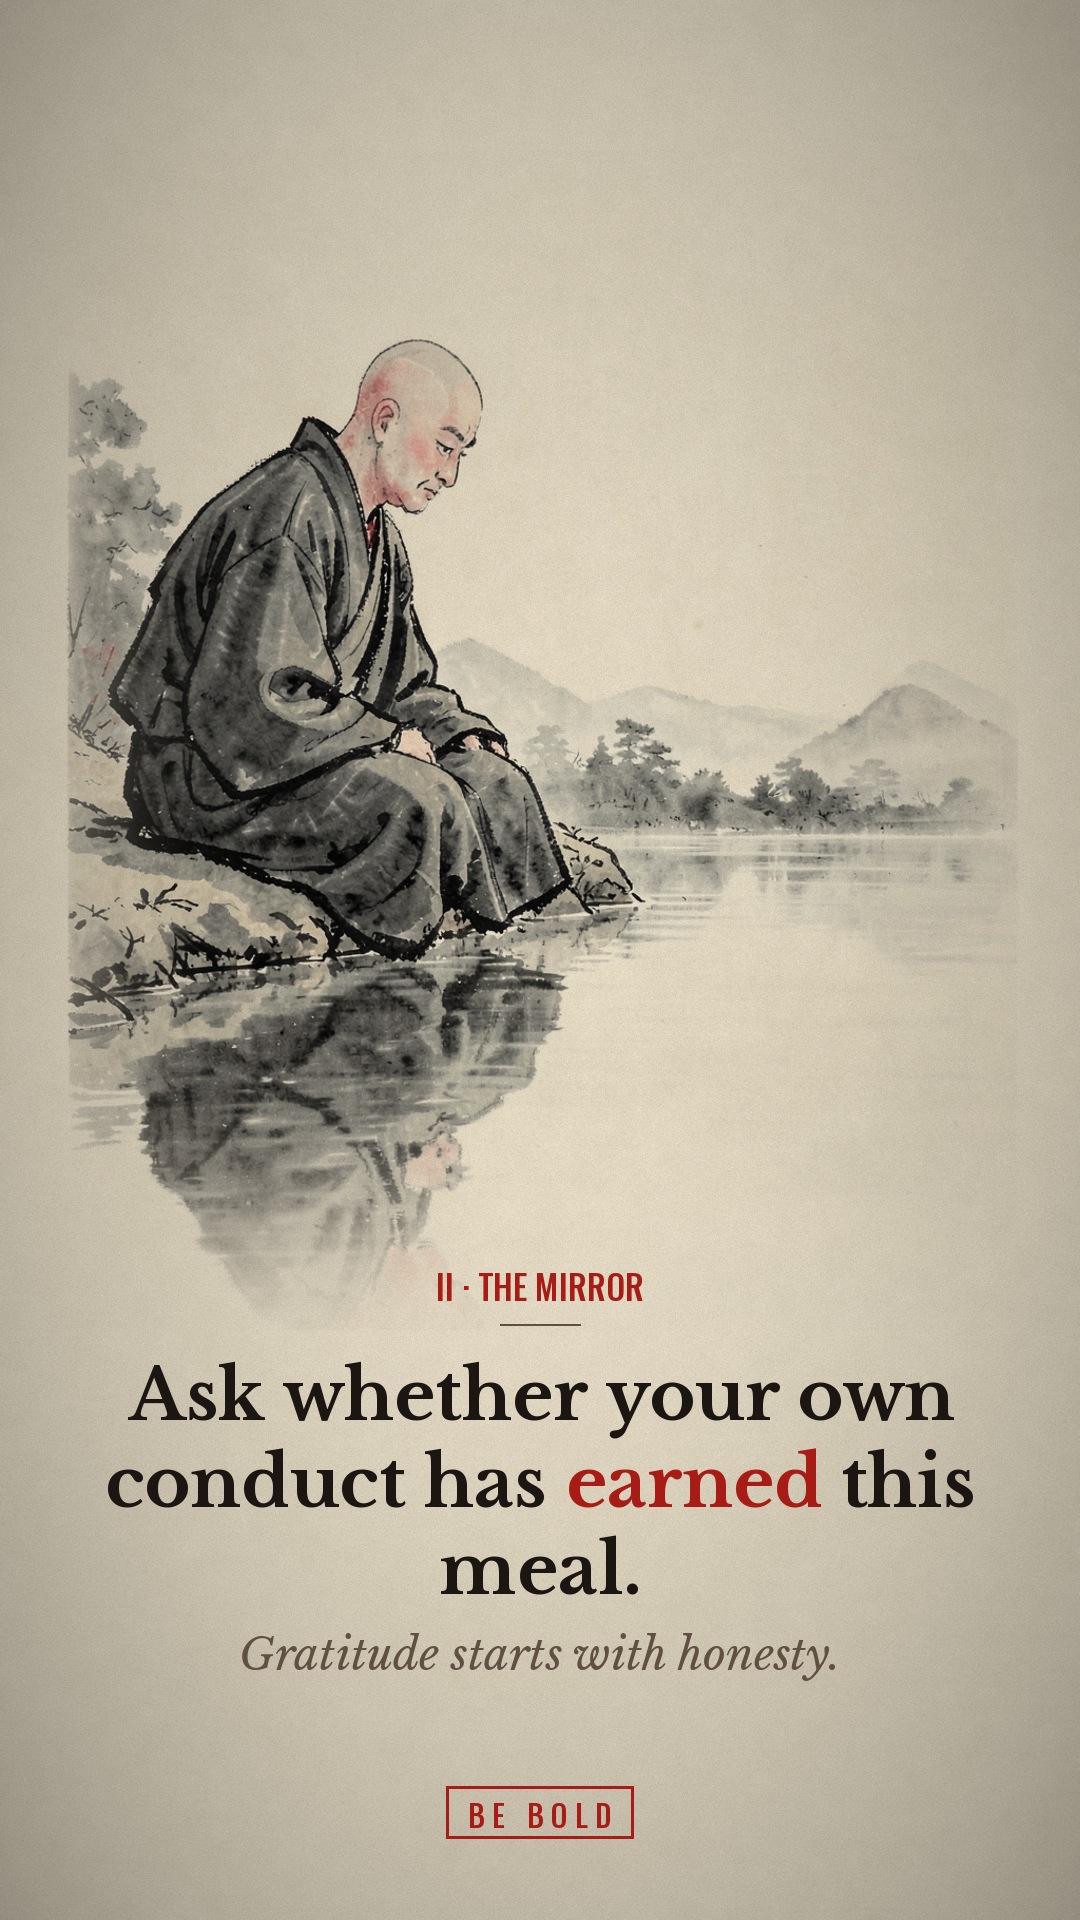 II · THE MIRROR
Ask whether your own
conduct has earned this
meal.
Gratitude starts with honesty.
BE BOLD